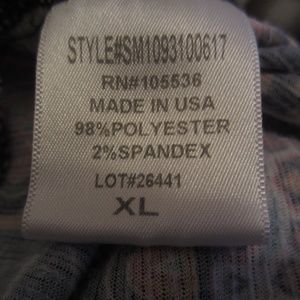 STYLE#SM1093100617
RN#105536
MADE IN USA
98%POLYESTER
2%SPANDEX
LOT#26441
XL